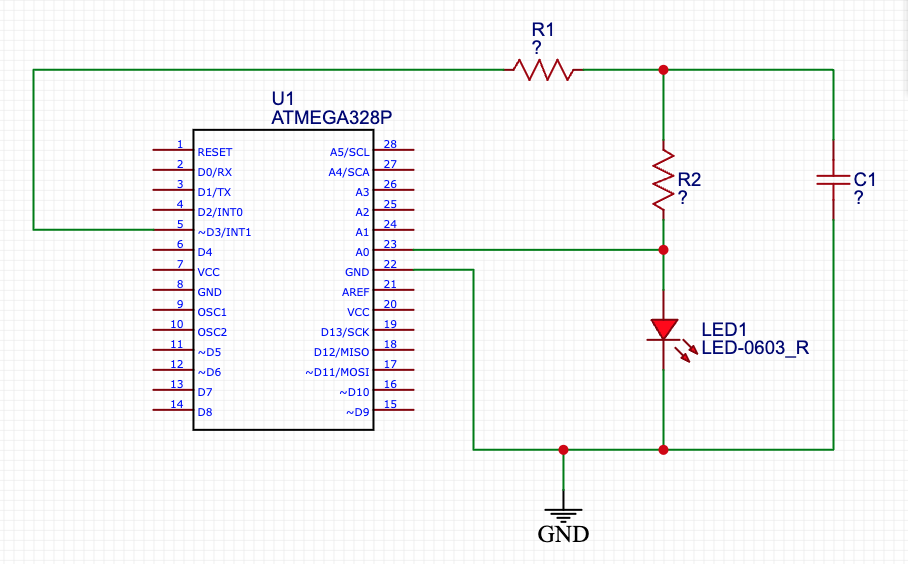 R1
?
U1
ATMEGA328P
1 RESET A5/SCL 28
2 D0/RX A4/SCA 27
3 D1/TX A3 26
4 D2/INT0 A2 25
5 ~D3/INT1 A1 24
6 D4 A0 23
7 VCC GND 22
8 GND AREF 21
9 OSC1 VCC 20
10 OSC2 D13/SCK 19
11 ~D5 D12/MISO 18
12 ~D6 ~D11/MOSI 17
13 D7 ~D10 16
14 D8 ~D9 15
R2
?
C1
?
LED1
LED-0603_R
GND